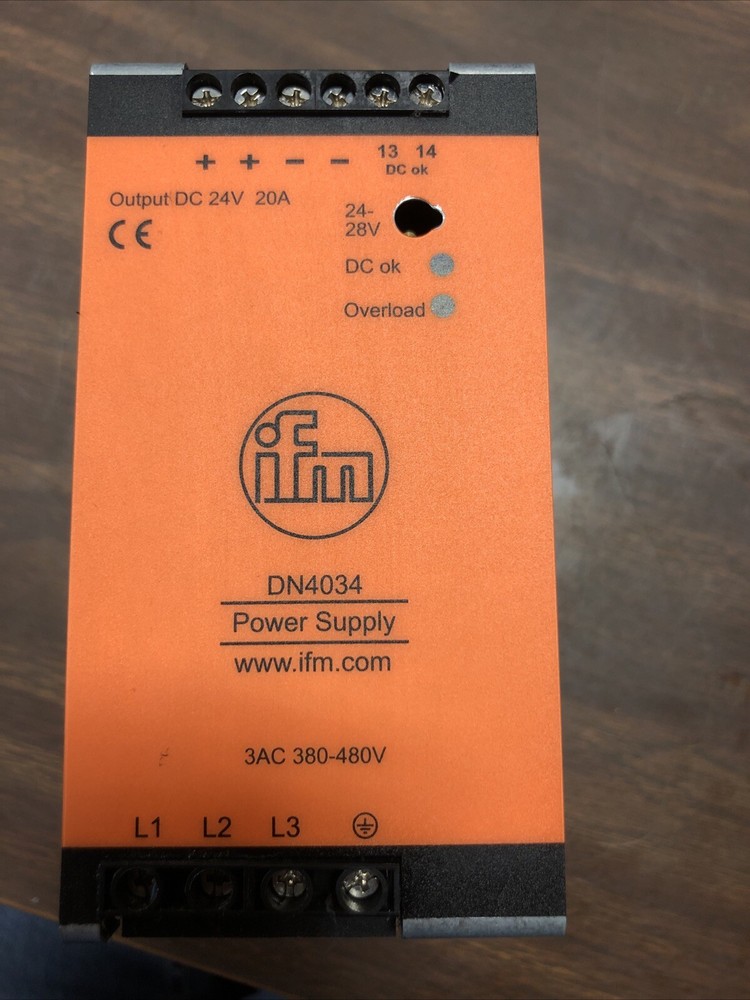 + + − − 13 14
DC ok
Output DC 24V 20A
CE
24-
28V
DC ok
Overload
ifm
DN4034
Power Supply
www.ifm.com
3AC 380-480V
L1 L2 L3